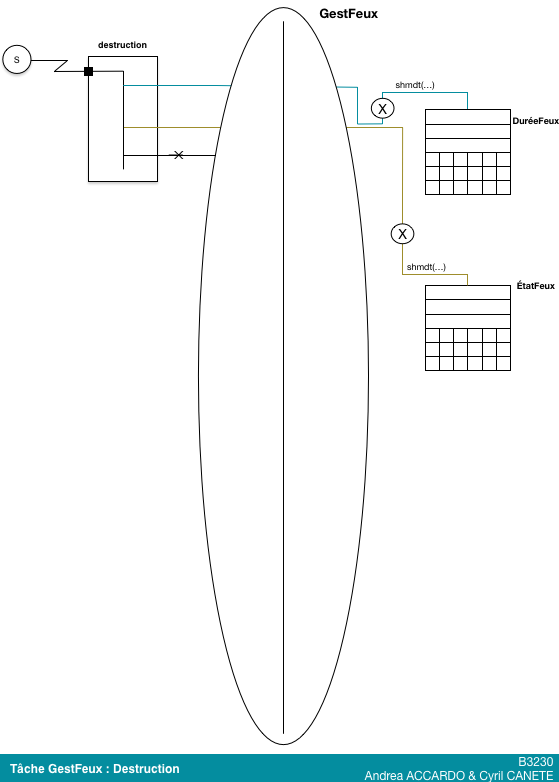 GestFeux
destruction
S
shmdt(...)
X
DuréeFeux
X
shmdt(...)
ÉtatFeux
Tâche GestFeux : Destruction
B3230
Andrea ACCARDO & Cyril CANETE